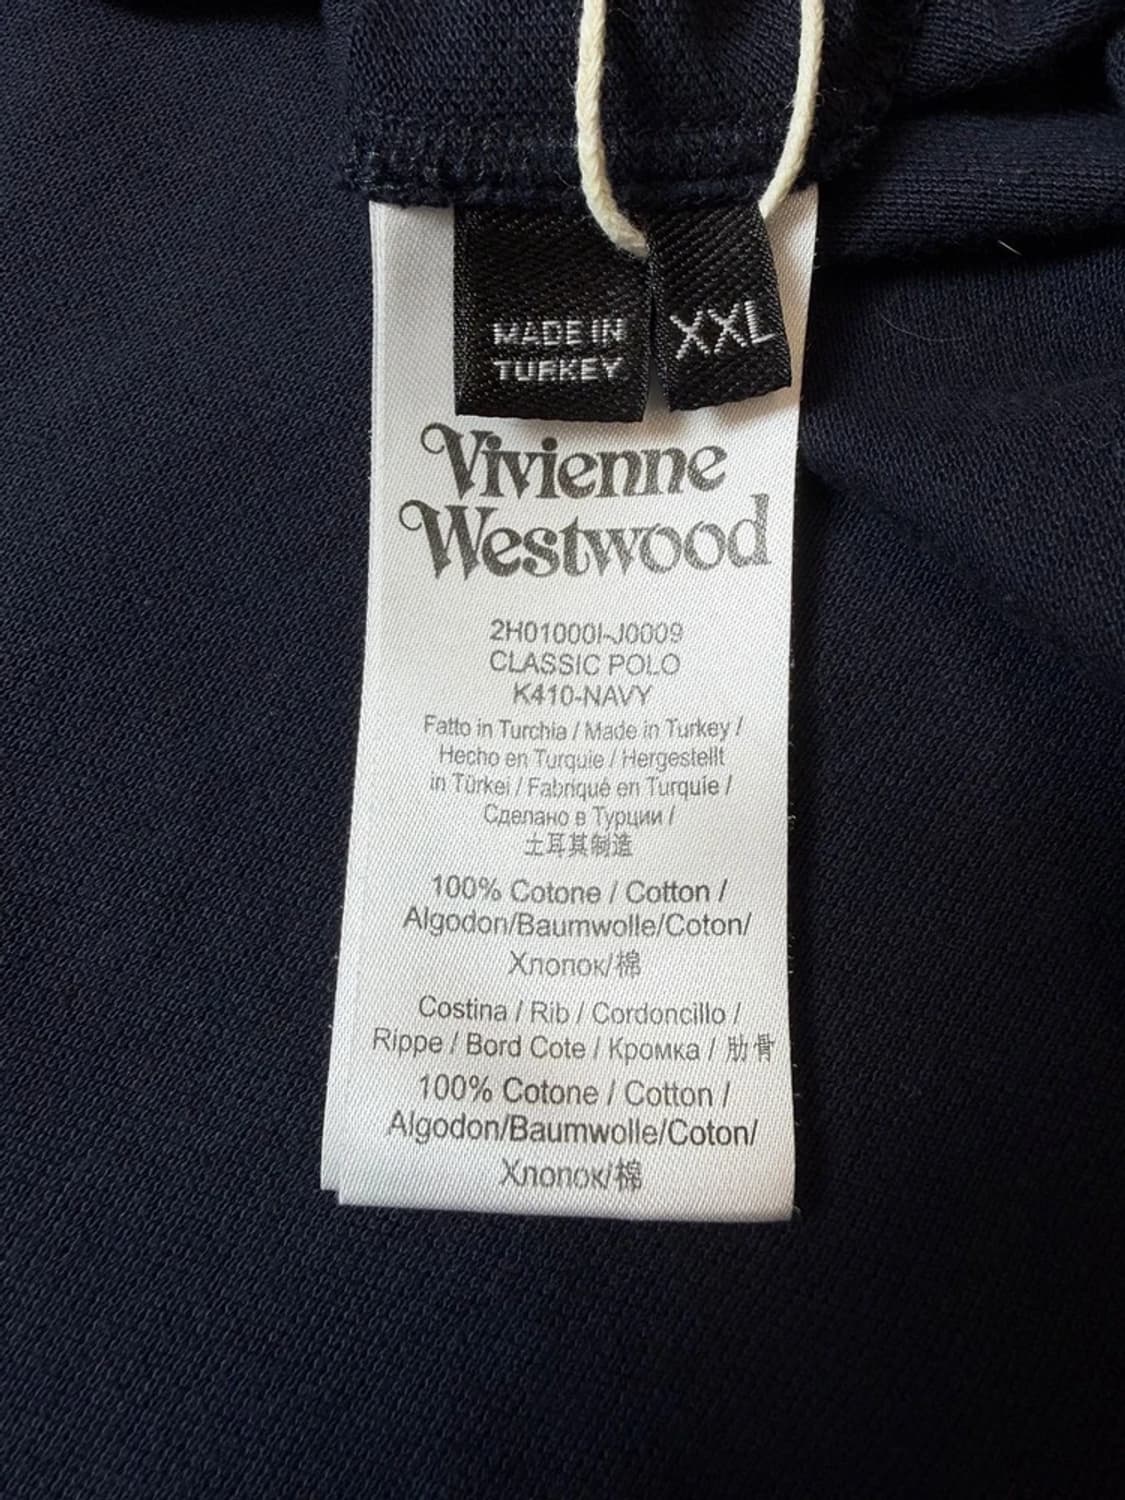 MADE IN
TURKEY
XXL
Vivienne
Westwood
2H01000I-J0009
CLASSIC POLO
K410-NAVY
Fatto in Turchia / Made in Turkey /
Hecho en Turquie / Hergestellt
in Türkei / Fabriqué en Turquie /
Сделано в Турции /
土耳其制造
100% Cotone / Cotton /
Algodon/Baumwolle/Coton/
Хлопок/棉
Costina / Rib / Cordoncillo /
Rippe / Bord Cote / Кромка / 肋骨
100% Cotone / Cotton /
Algodon/Baumwolle/Coton/
Хлопок/棉